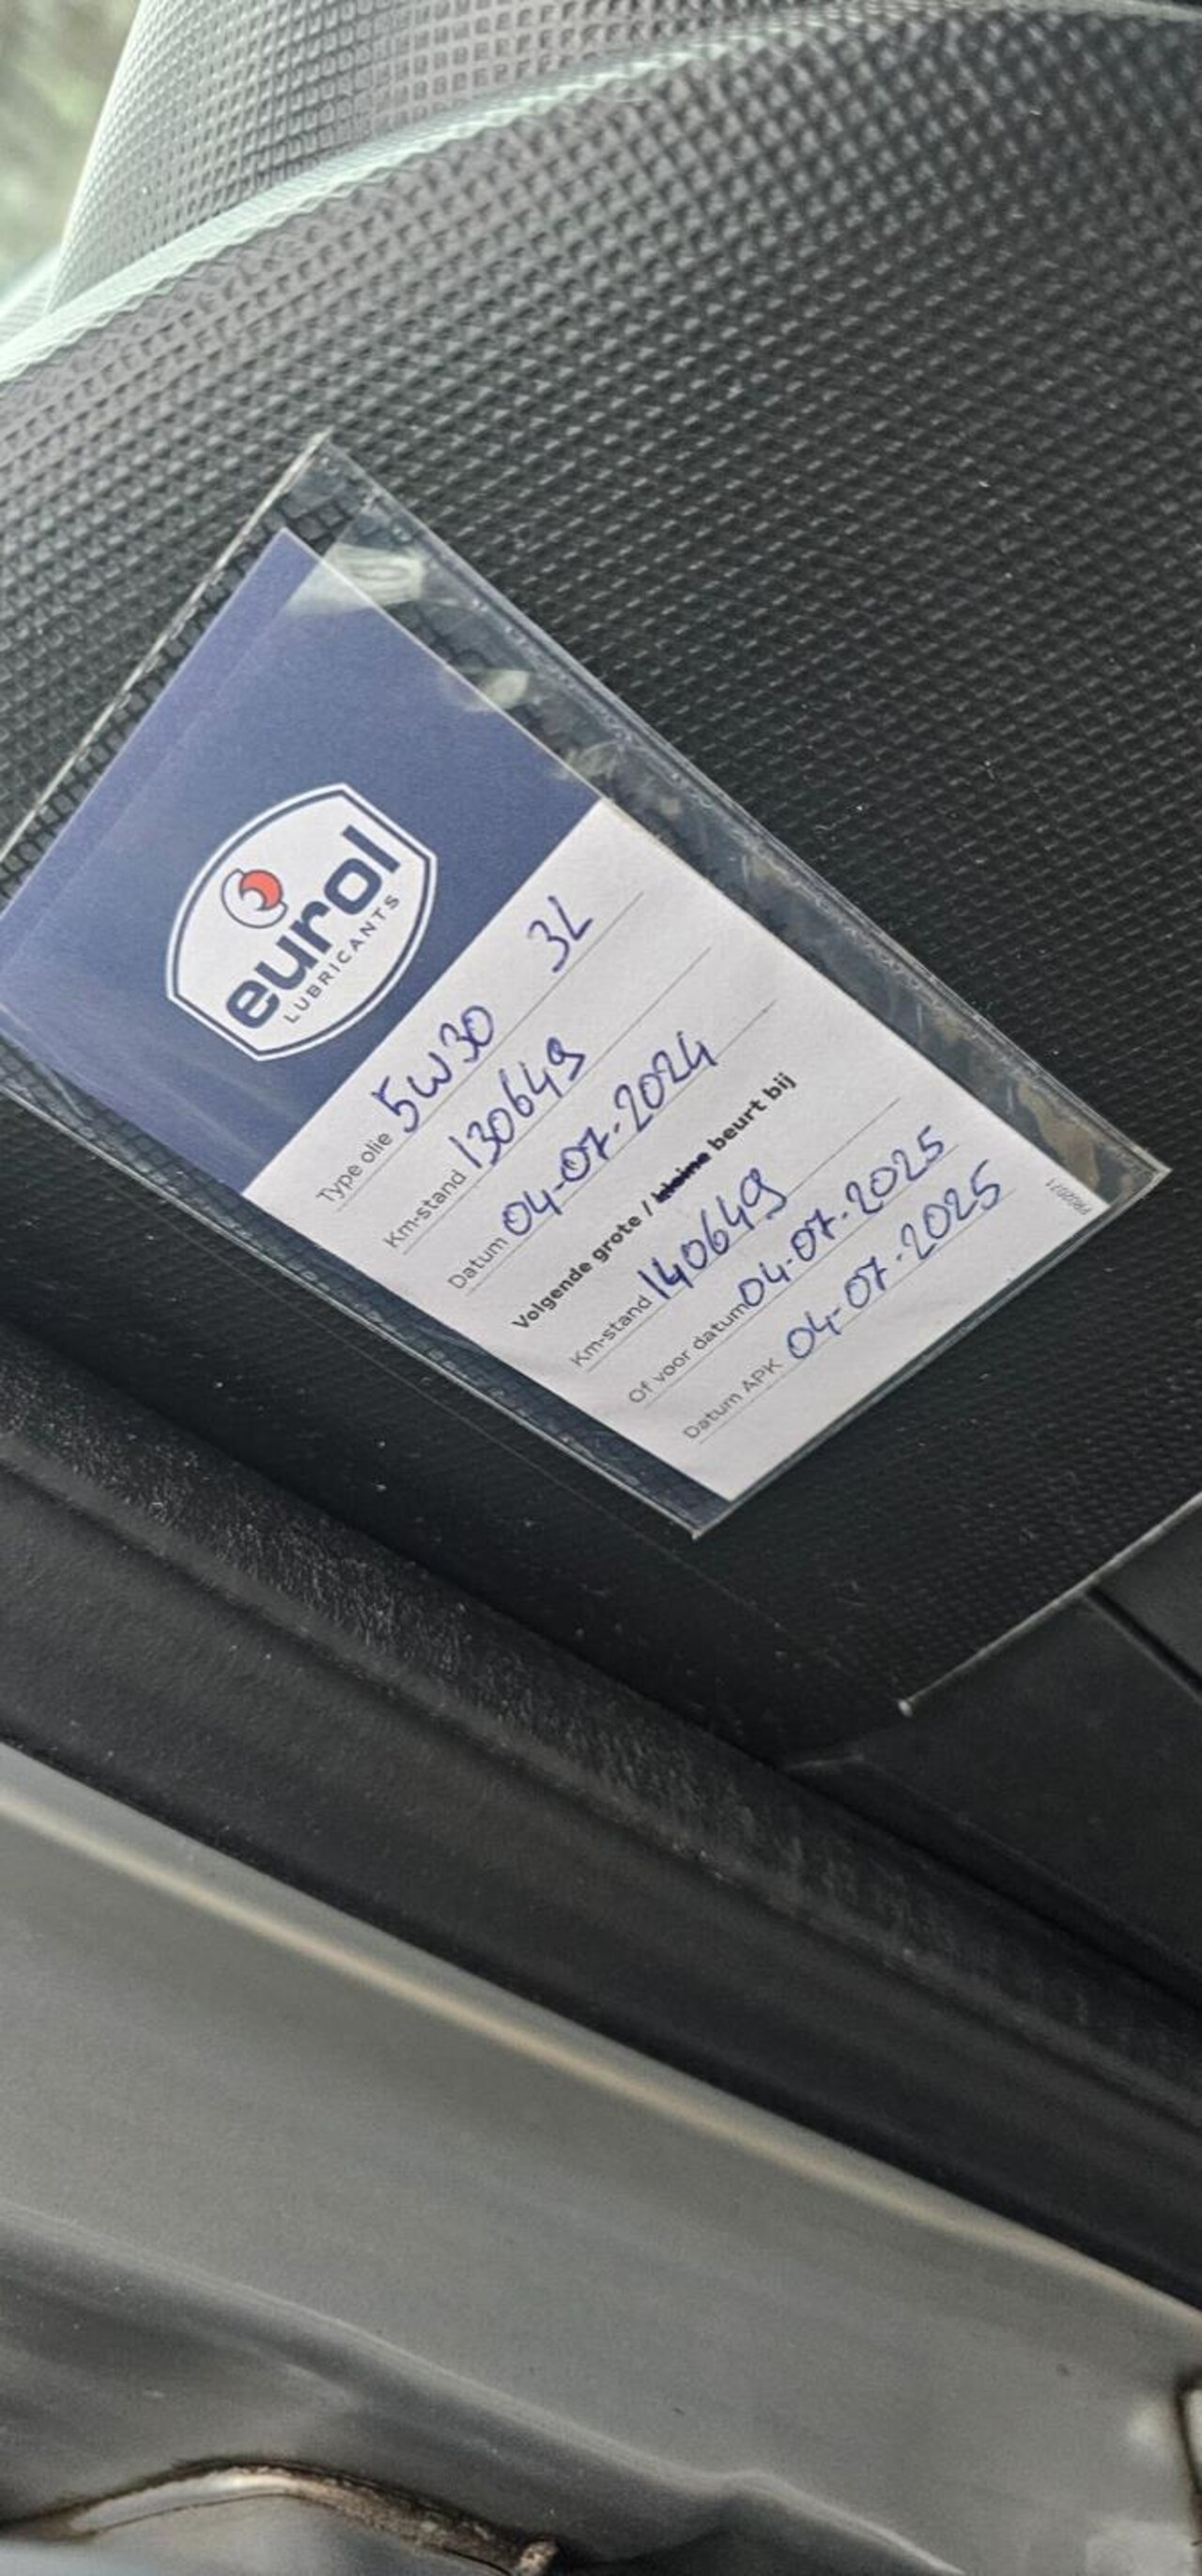 eurol
LUBRICANTS
Type olie 5W30 3L
Km-stand 130649
Datum 04-07-2024
Volgende grote / kleine beurt bij
Km-stand 140649
Of voor datum 04-07-2025
Datum APK 04-07-2025